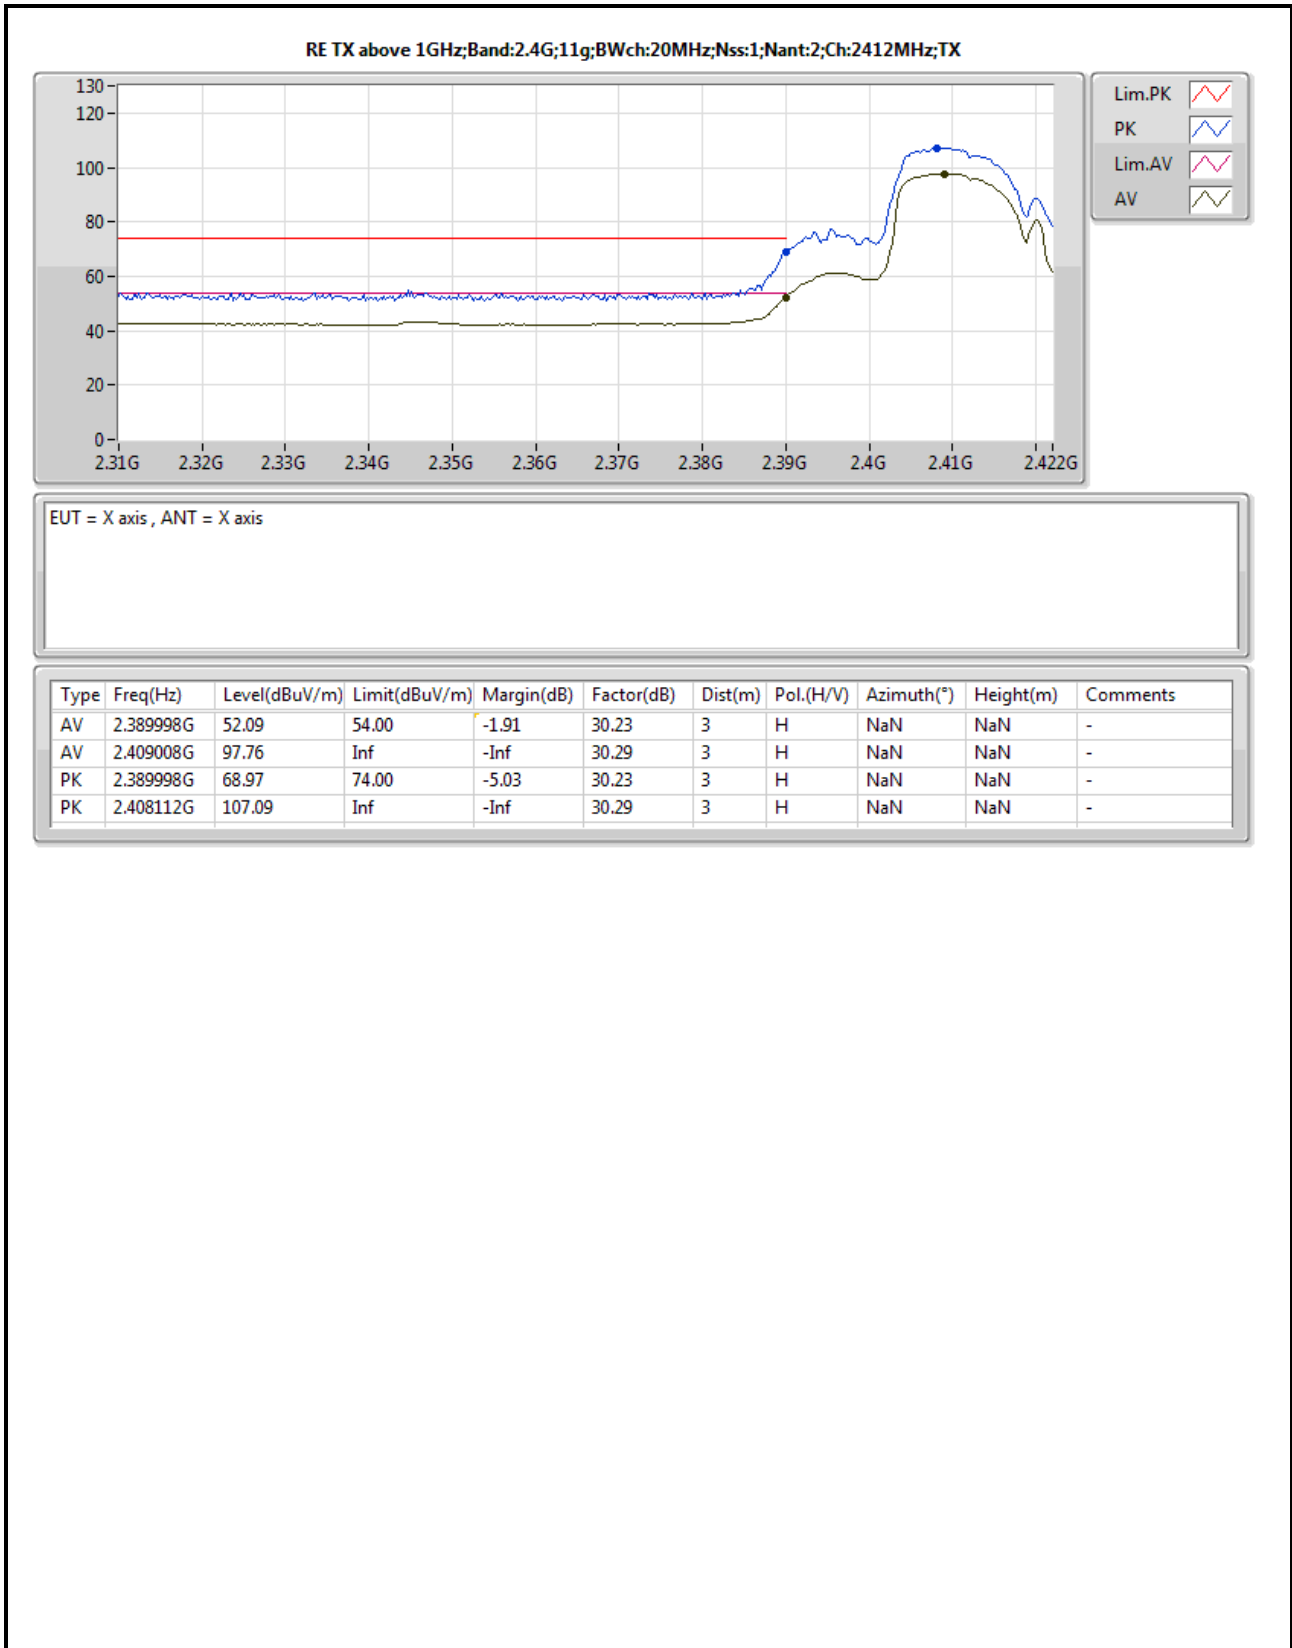 RE TX above 1GHz;Band:2.4G;11g;BWch:20MHz;Nss:1;Nant:2;Ch:2412MHz;TX
130
120
100
80
60
40
20
0
2.31G 2.32G 2.33G 2.34G 2.35G 2.36G 2.37G 2.38G 2.39G 2.4G 2.41G 2.422G
Lim.PK
PK
Lim.AV
AV
EUT = X axis , ANT = X axis
Type Freq(Hz) Level(dBuV/m) Limit(dBuV/m) Margin(dB) Factor(dB) Dist(m) Pol.(H/V) Azimuth(°) Height(m) Comments
AV 2.389998G 52.09 54.00 -1.91 30.23 3 H NaN NaN -
AV 2.409008G 97.76 Inf -Inf 30.29 3 H NaN NaN -
PK 2.389998G 68.97 74.00 -5.03 30.23 3 H NaN NaN -
PK 2.408112G 107.09 Inf -Inf 30.29 3 H NaN NaN -